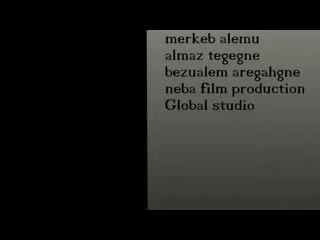 merkeb alemu
almaz tegegne
bezualem aregahgne
neba film production
Global studio